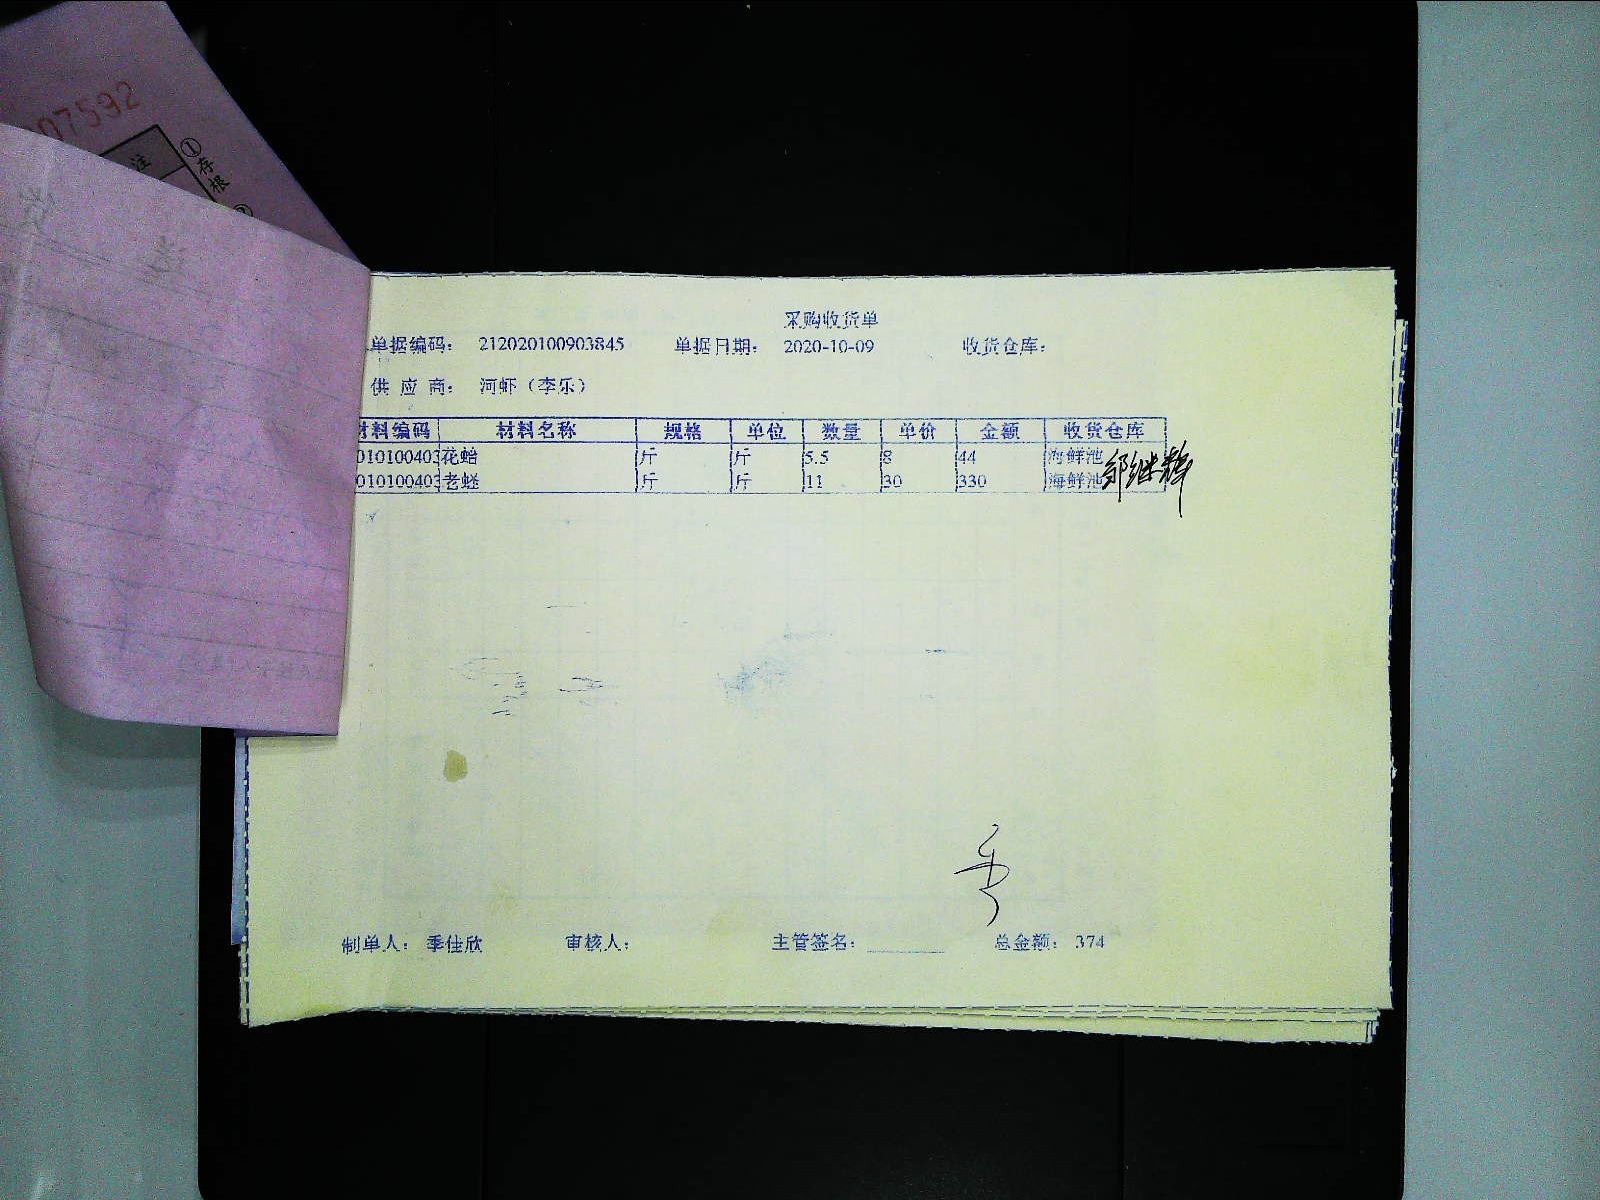 07592
注
①存根
采购收货单
单据编码： 212020100903845 单据日期： 2020-10-09 收货仓库：
供应商： 河虾（李乐）
材料编码 材料名称 规格 单位 数量 单价 金额 收货仓库
010100403 花蛤 斤 斤 5.5 8 44 海鲜池
010100403 老蛏 斤 斤 11 30 330 海鲜池
邹继辉
制单人： 季佳欣 审核人： 主管签名： 总金额： 374